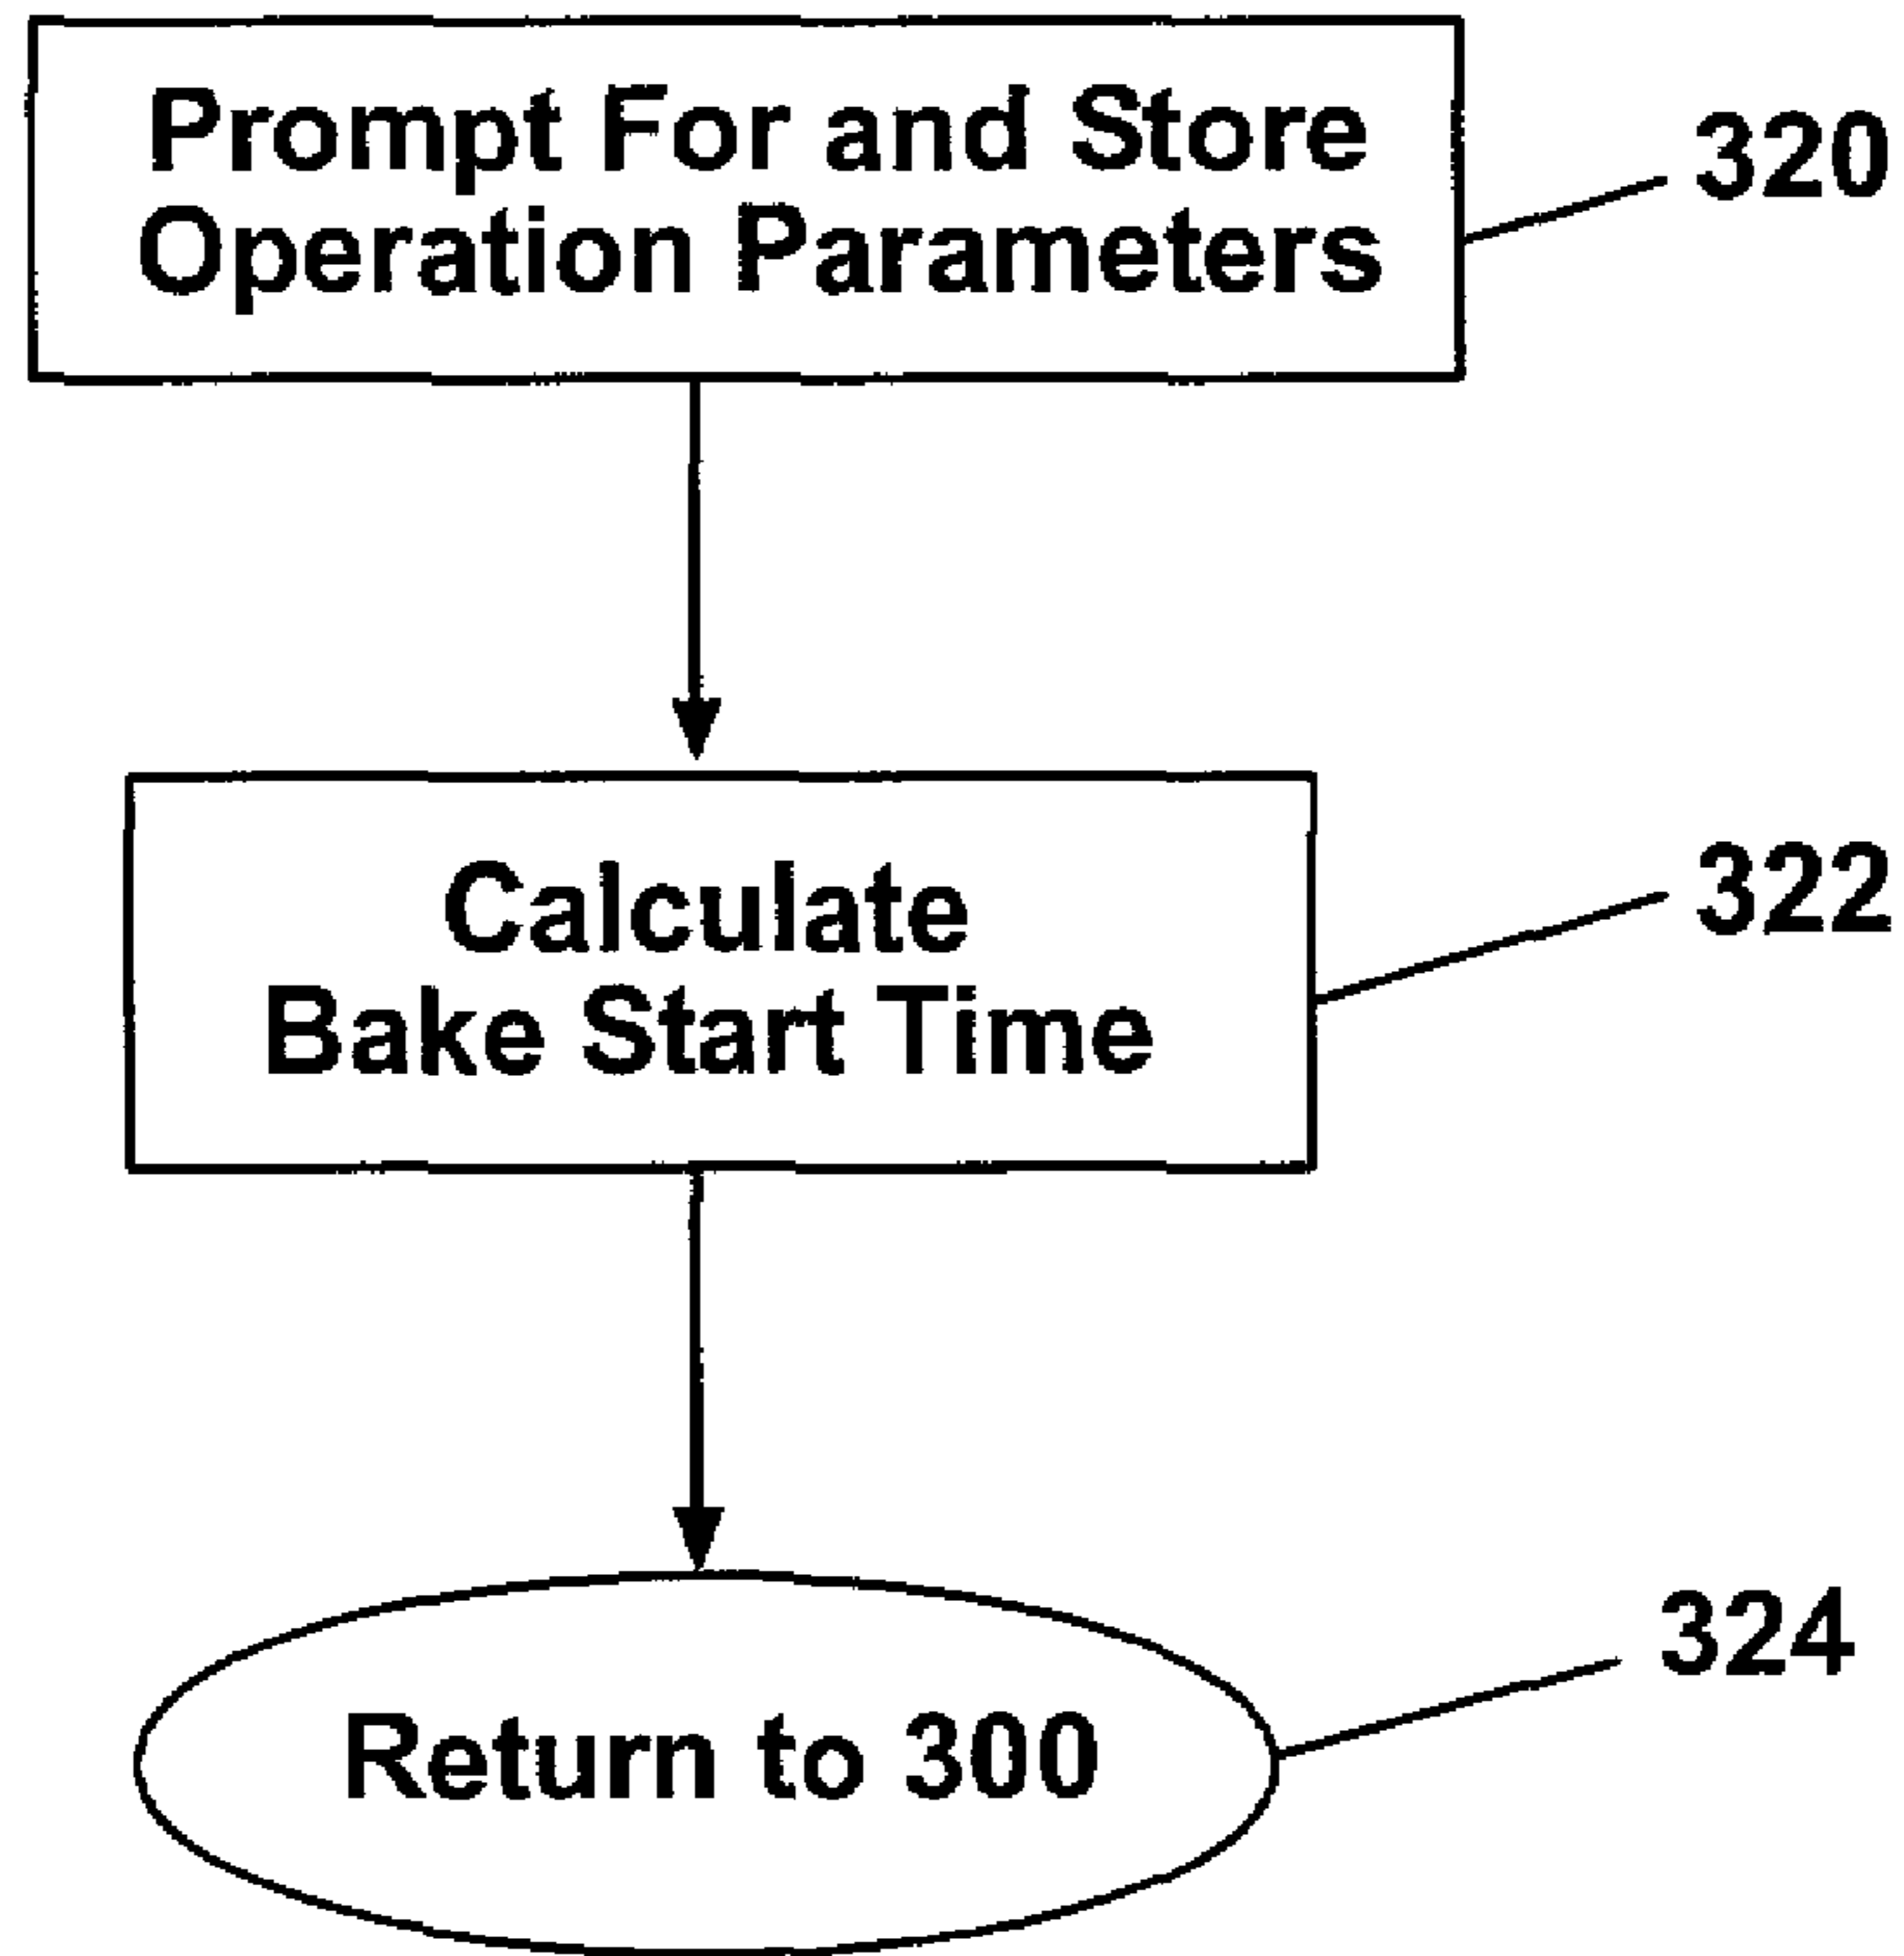 Prompt For and Store
Operation Parameters
320
Calculate
Bake Start Time
322
Return to 300
324